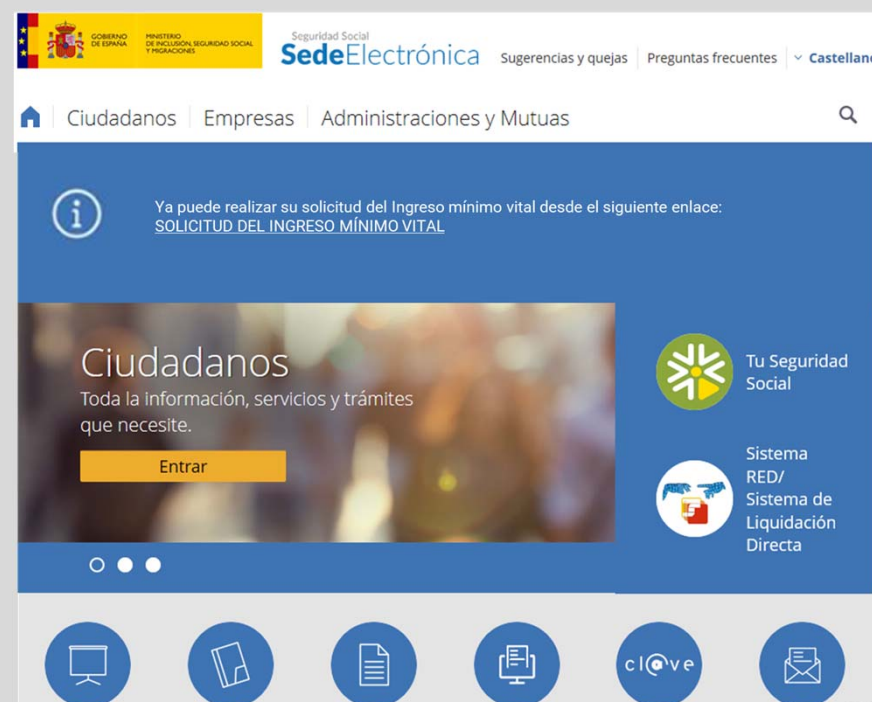 GOBIERNO
DE ESPAÑA
MINISTERIO
DE INCLUSIÓN, SEGURIDAD SOCIAL
Y MIGRACIONES
Seguridad Social
SedeElectrónica
Sugerencias y quejas
Preguntas frecuentes
Castellano
Ciudadanos
Empresas
Administraciones y Mutuas
Ya puede realizar su solicitud del Ingreso mínimo vital desde el siguiente enlace:
SOLICITUD DEL INGRESO MÍNIMO VITAL
Ciudadanos
Toda la información, servicios y trámites
que necesite.
Entrar
Tu Seguridad
Social
Sistema
RED/
Sistema de
Liquidación
Directa
cl@ve